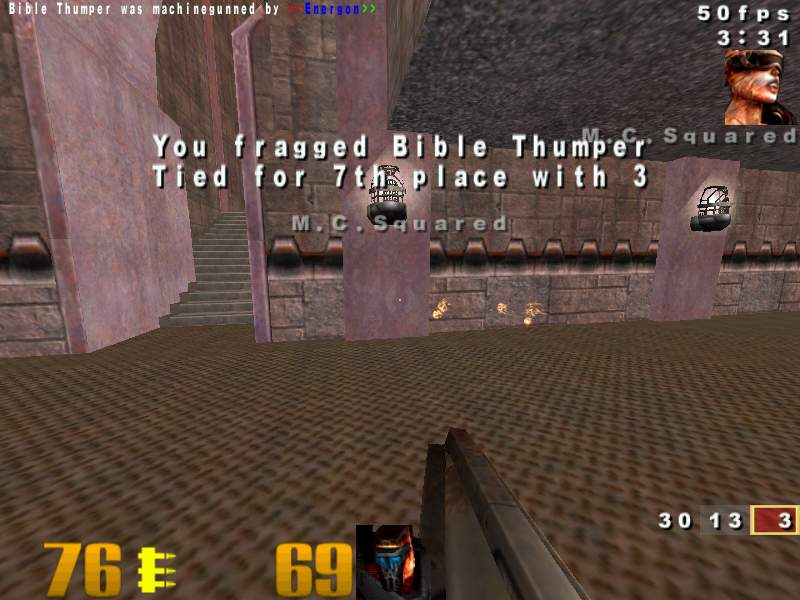 Bible Thumper was machinegunned by <<Energon>>
50fps
3:31
M.C.Squared
You fragged Bible Thumper
Tied for 7th place with 3
M.C.Squared
30 13 3
76 69